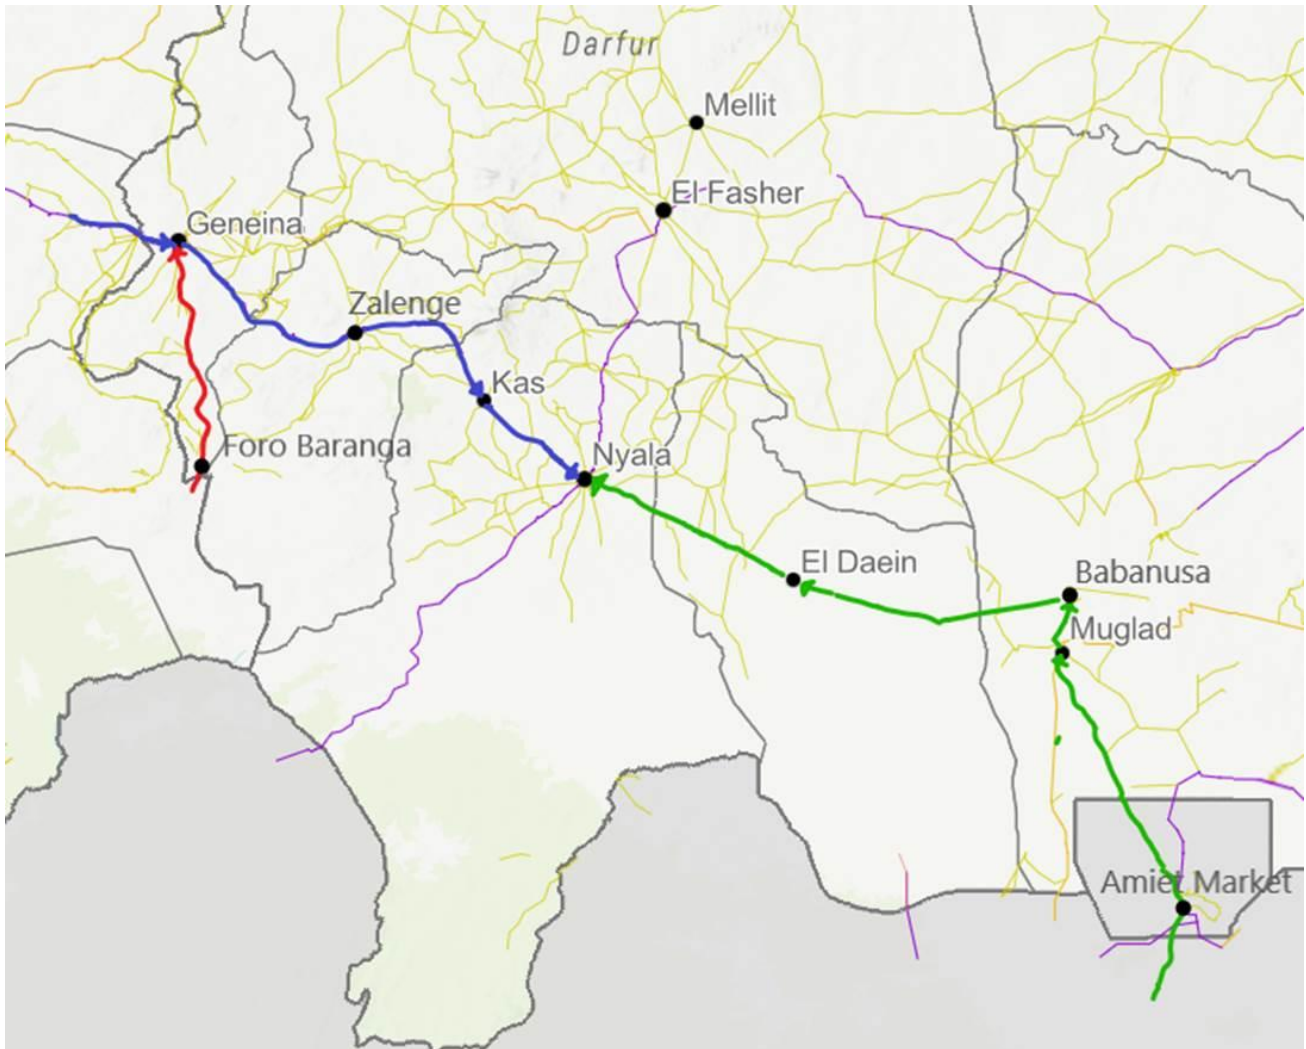 Darfur
Mellit
El Fasher
Geneina
Zalenge
Kas
Foro Baranga
Nyala
El Daein
Babanusa
Muglad
Amiet Market